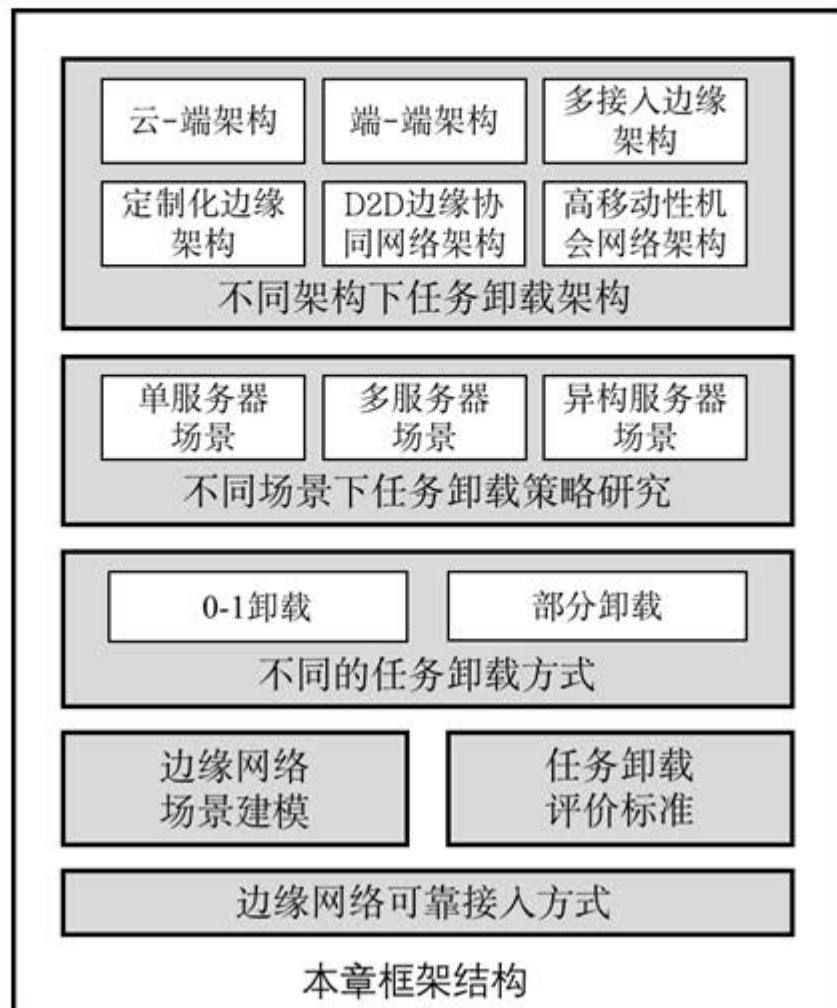 云-端架构
端-端架构
多接入边缘
架构
定制化边缘
架构
D2D边缘协
同网络架构
高移动性机
会网络架构
不同架构下任务卸载架构
单服务器
场景
多服务器
场景
异构服务器
场景
不同场景下任务卸载策略研究
0-1卸载
部分卸载
不同的任务卸载方式
边缘网络
场景建模
任务卸载
评价标准
边缘网络可靠接入方式
本章框架结构